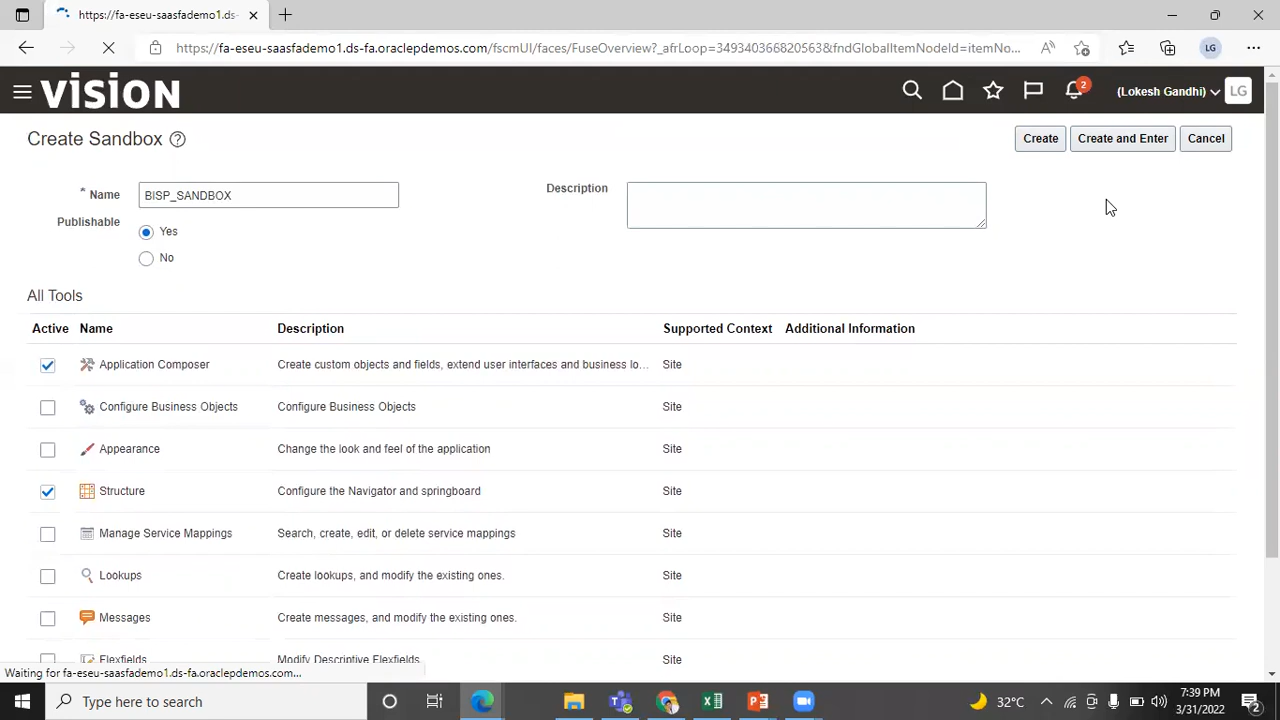 https://fa-eseu-saasfademo1.ds-
https://fa-eseu-saasfademo1.ds-fa.oraclepdemos.com/fscmUI/faces/FuseOverview?_afrLoop=349340366820563&fndGlobalItemNodeId=itemNo...
LG
vision
2
(Lokesh Gandhi)
LG
Create Sandbox ?
Create
Create and Enter
Cancel
* Name
BISP_SANDBOX
Description
Publishable
Yes
No
All Tools
Active Name Description Supported Context Additional Information
Application Composer Create custom objects and fields, extend user interfaces and business lo... Site
Configure Business Objects Configure Business Objects Site
Appearance Change the look and feel of the application Site
Structure Configure the Navigator and springboard Site
Manage Service Mappings Search, create, edit, or delete service mappings Site
Lookups Create lookups, and modify the existing ones. Site
Messages Create messages, and modify the existing ones. Site
Flexfields Modify Descriptive Flexfields Site
Waiting for fa-eseu-saasfademo1.ds-fa.oraclepdemos.com...
Type here to search
32°C
7:39 PM
3/31/2022
2